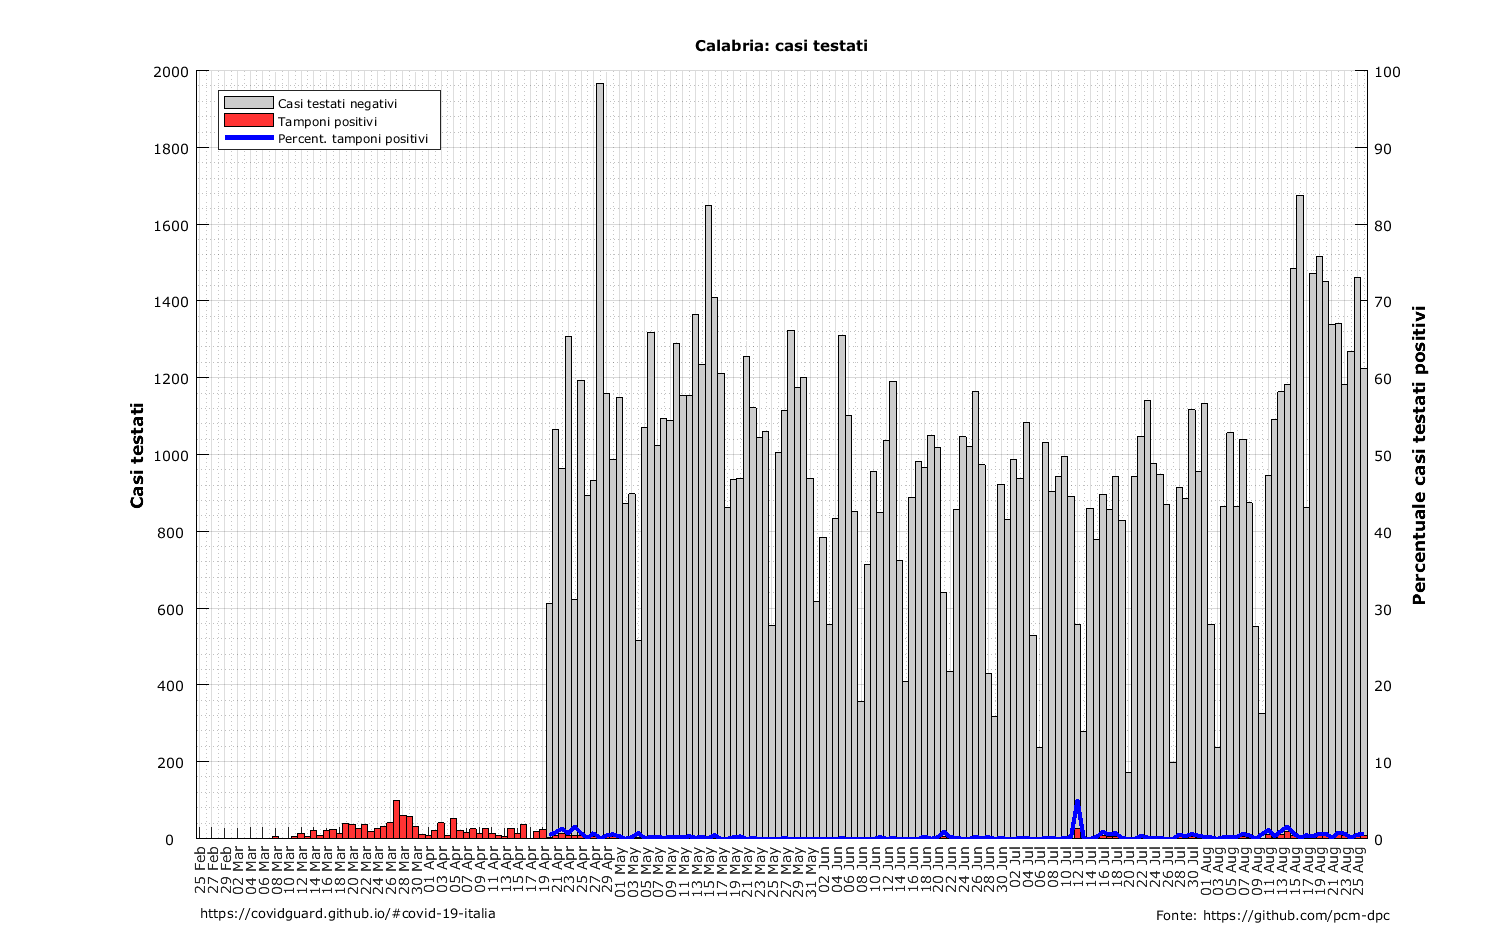 Calabria: casi testati
Casi testati negativi
Tamponi positivi
Percent. tamponi positivi
Casi testati
2000
1800
1600
1400
1200
1000
800
600
400
200
0
100
90
80
70
60
50
40
30
20
10
0
Percentuale casi testati positivi
25 Feb
27 Feb
29 Feb
02 Mar
04 Mar
06 Mar
08 Mar
10 Mar
12 Mar
14 Mar
16 Mar
18 Mar
20 Mar
22 Mar
24 Mar
26 Mar
28 Mar
30 Mar
01 Apr
03 Apr
05 Apr
07 Apr
09 Apr
11 Apr
13 Apr
15 Apr
17 Apr
19 Apr
21 Apr
23 Apr
25 Apr
27 Apr
29 Apr
01 May
03 May
05 May
07 May
09 May
11 May
13 May
15 May
17 May
19 May
21 May
23 May
25 May
27 May
29 May
31 May
02 Jun
04 Jun
06 Jun
08 Jun
10 Jun
12 Jun
14 Jun
16 Jun
18 Jun
20 Jun
22 Jun
24 Jun
26 Jun
28 Jun
30 Jun
02 Jul
04 Jul
06 Jul
08 Jul
10 Jul
12 Jul
14 Jul
16 Jul
18 Jul
20 Jul
22 Jul
24 Jul
26 Jul
28 Jul
30 Jul
01 Aug
03 Aug
05 Aug
07 Aug
09 Aug
11 Aug
13 Aug
15 Aug
17 Aug
19 Aug
21 Aug
23 Aug
25 Aug
https://covidguard.github.io/#covid-19-italia
Fonte: https://github.com/pcm-dpc